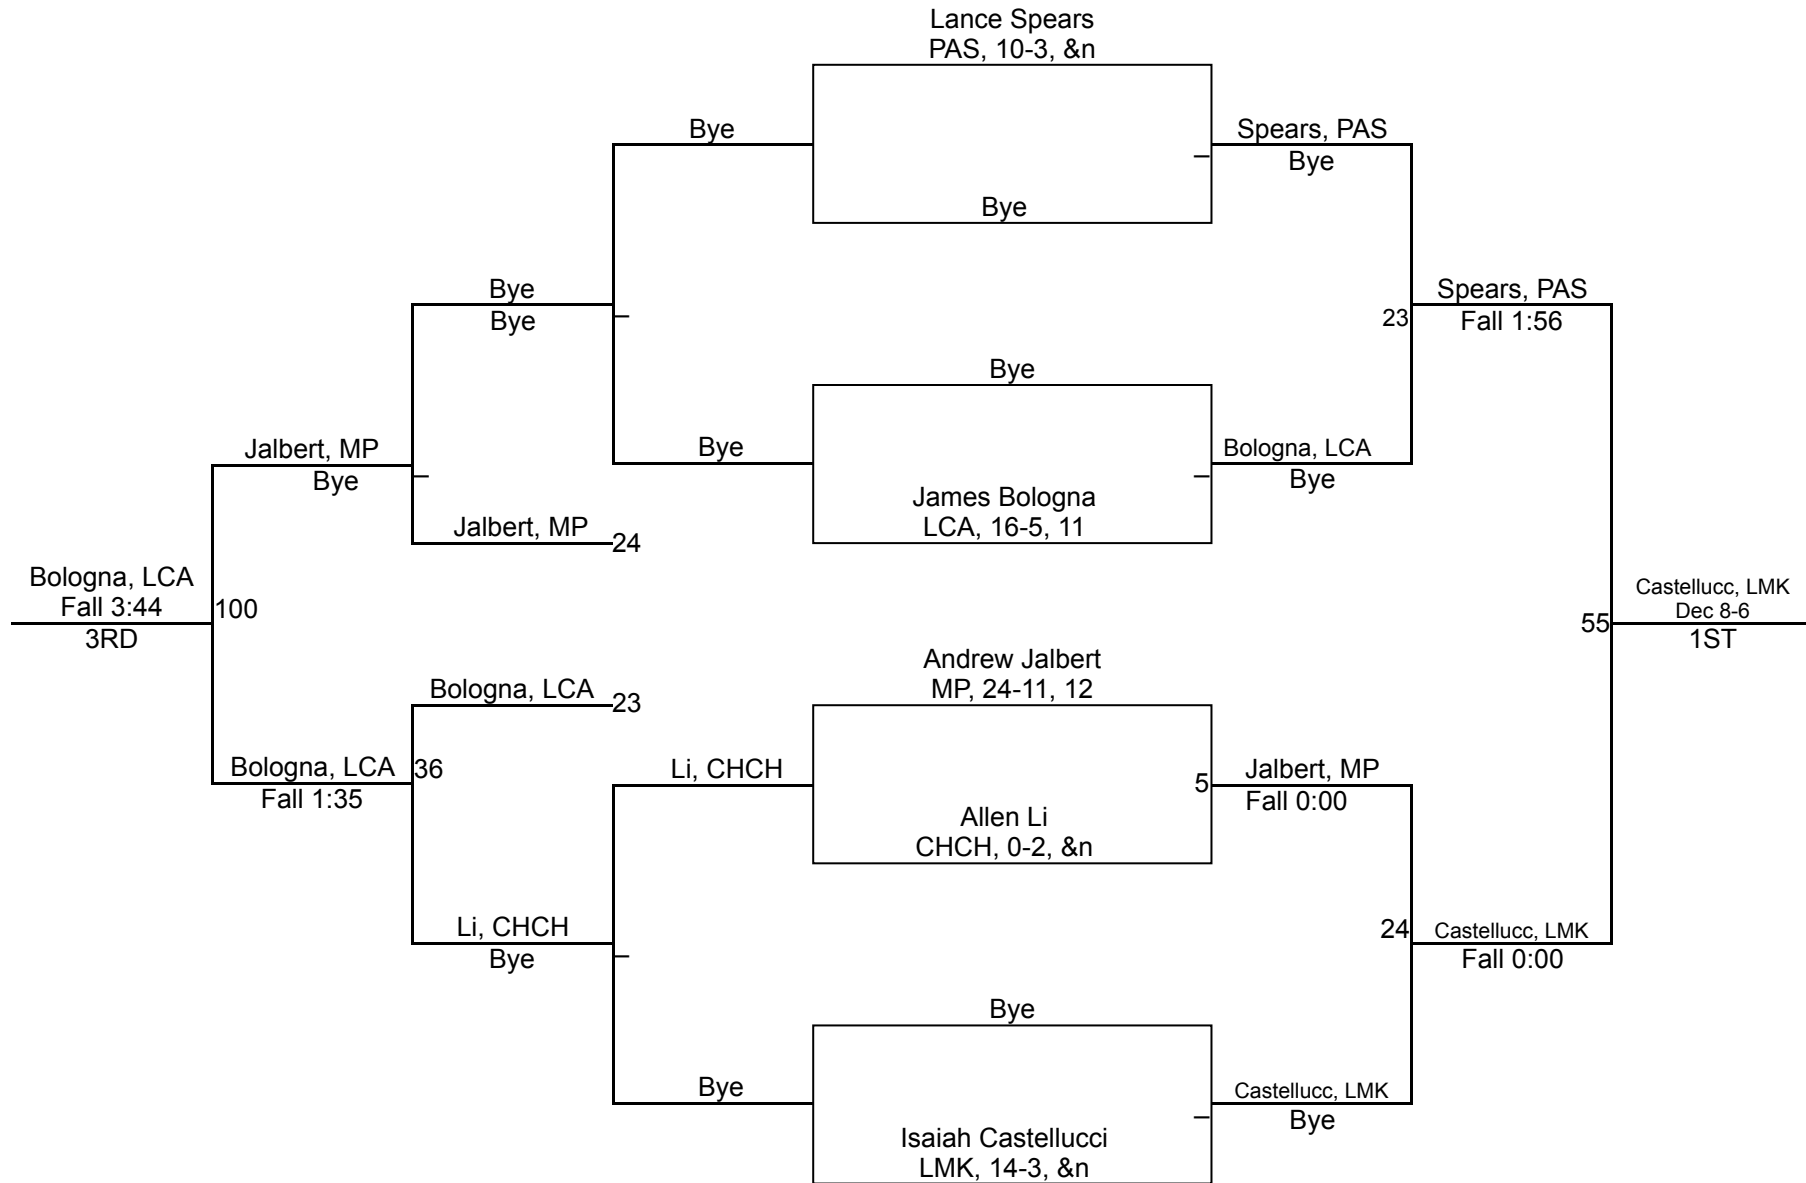 Lance Spears
PAS, 10-3, &n
Bye
Spears, PAS
Bye
Bye
Bye
Bye
Spears, PAS
23
Fall 1:56
Bye
Jalbert, MP
Bye
Bye
Bologna, LCA
Bye
James Bologna
LCA, 16-5, 11
Jalbert, MP
24
Bologna, LCA
Fall 3:44
100
3RD
Castellucc, LMK
Dec 8-6
55
1ST
Andrew Jalbert
MP, 24-11, 12
Bologna, LCA
23
Bologna, LCA
36
Fall 1:35
Li, CHCH
5
Jalbert, MP
Fall 0:00
Allen Li
CHCH, 0-2, &n
Li, CHCH
Bye
24
Castellucc, LMK
Fall 0:00
Bye
Bye
Castellucc, LMK
Bye
Isaiah Castellucci
LMK, 14-3, &n